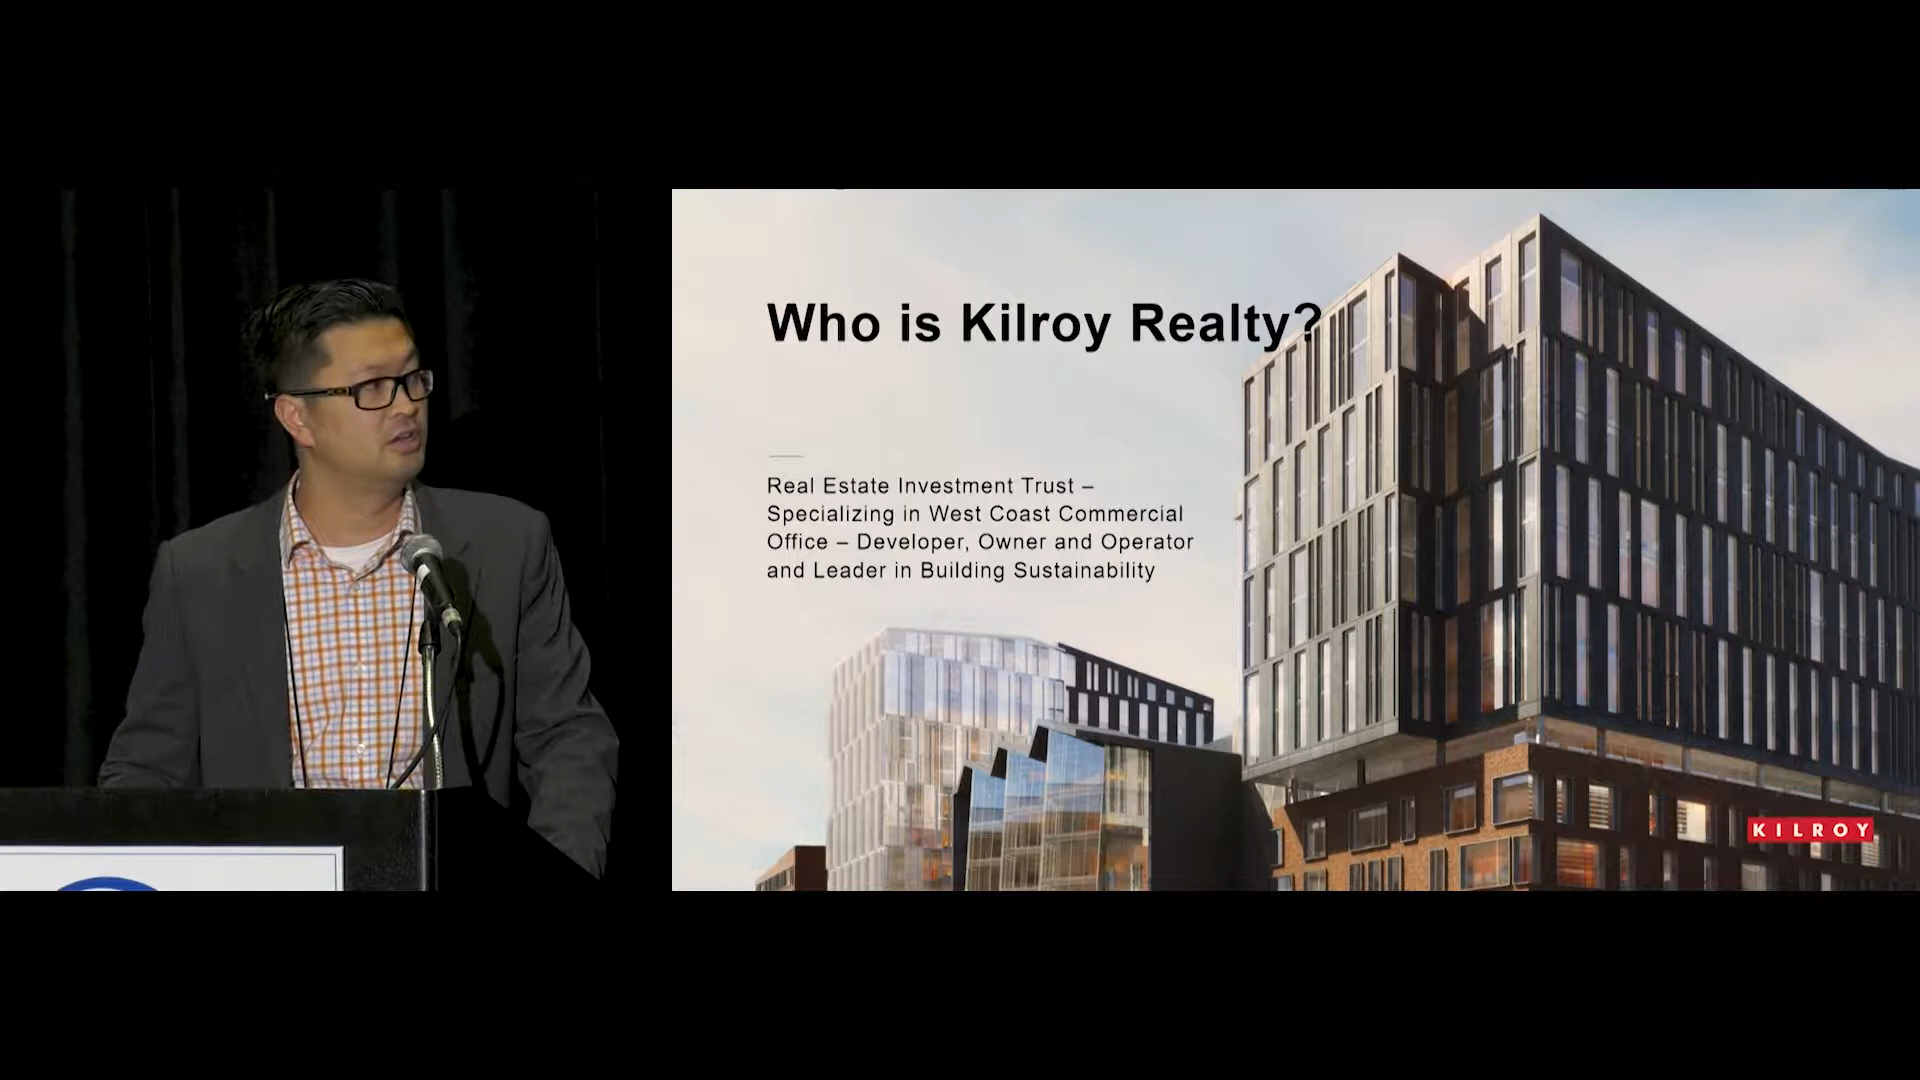 Who is Kilroy Realty?
Real Estate Investment Trust –
Specializing in West Coast Commercial
Office – Developer, Owner and Operator
and Leader in Building Sustainability
KILROY